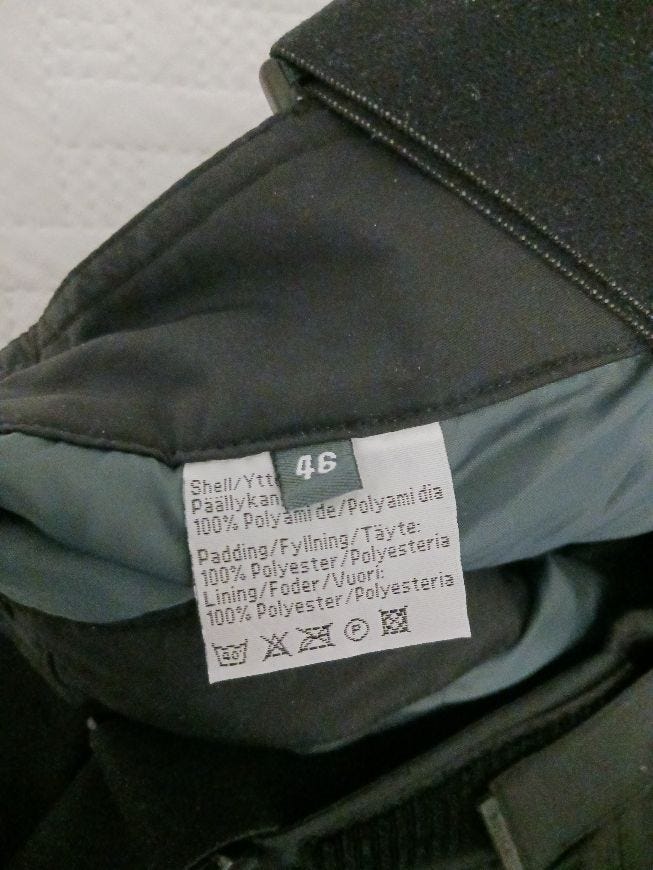 46
Shell/Ytt
Päällykan
100% Polyamide/Polyamidia
Padding/Fyllning/Täyte:
100% Polyester/Polyesteria
Lining/Foder/Vuori:
100% Polyester/Polyesteria
40°
P